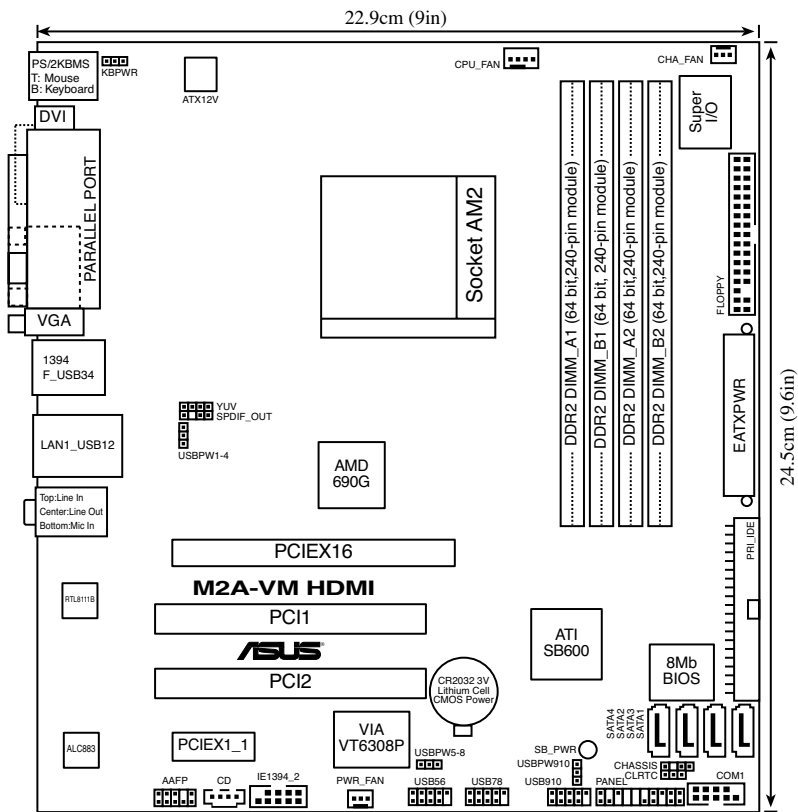 22.9cm (9in)
PS/2KBMS
T: Mouse
B: Keyboard
KBPWR
ATX12V
CPU_FAN
CHA_FAN
Super
I/O
DVI
PARALLEL PORT
VGA
Socket AM2
DDR2 DIMM_A1 (64 bit,240-pin module)
DDR2 DIMM_B1 (64 bit, 240-pin module)
DDR2 DIMM_A2 (64 bit,240-pin module)
DDR2 DIMM_B2 (64 bit,240-pin module)
FLOPPY
24.5cm (9.6in)
1394
F_USB34
EATXPWR
YUV
SPDIF_OUT
USBPW1-4
LAN1_USB12
AMD
690G
Top:Line In
Center:Line Out
Bottom:Mic In
PRI_IDE
PCIEX16
M2A-VM HDMI
RTL8111B
PCI1
ATI
SB600
ASUS
8Mb
BIOS
PCI2
CR2032 3V
Lithium Cell
CMOS Power
SATA4
SATA2
SATA3
SATA1
ALC883
PCIEX1_1
VIA
VT6308P
USBPW5-8
SB_PWR
USBPW910
CHASSIS
CLRTC
AAFP
CD
IE1394_2
PWR_FAN
USB56
USB78
USB910
PANEL
COM1